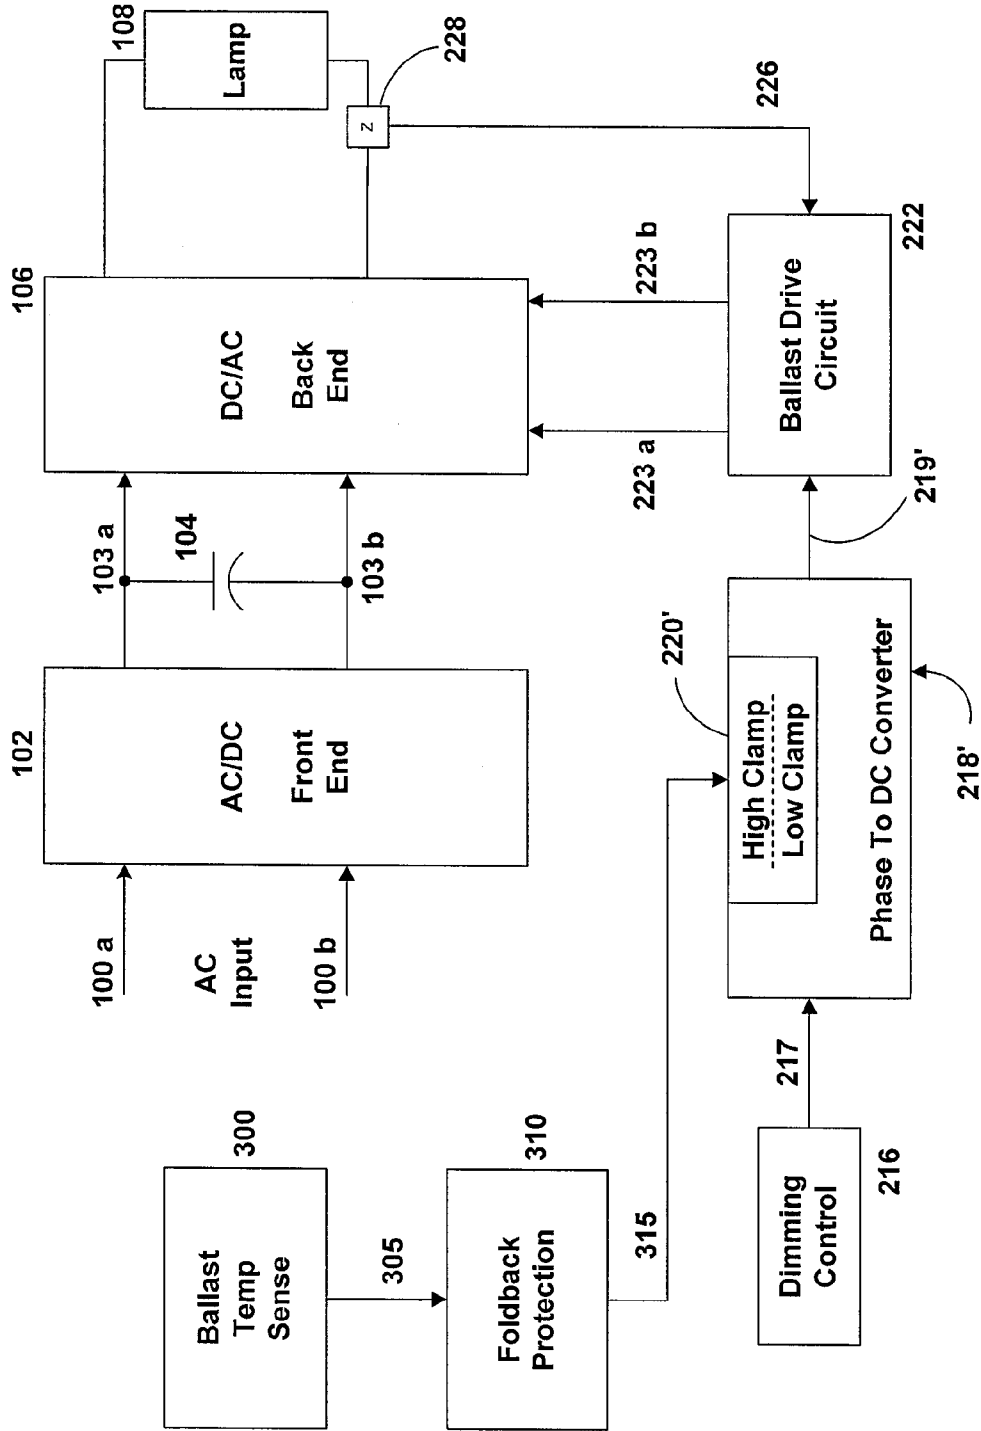 102
106
108
100 a
AC
Input
100 b
AC/DC
Front
End
103 a
104
103 b
DC/AC
Back
End
Lamp
z
228
226
300
Ballast
Temp
Sense
305
310
Foldback
Protection
315
220'
High Clamp
Low Clamp
Phase To DC Converter
218'
219'
223 a
223 b
Ballast Drive
Circuit
222
217
Dimming
Control
216